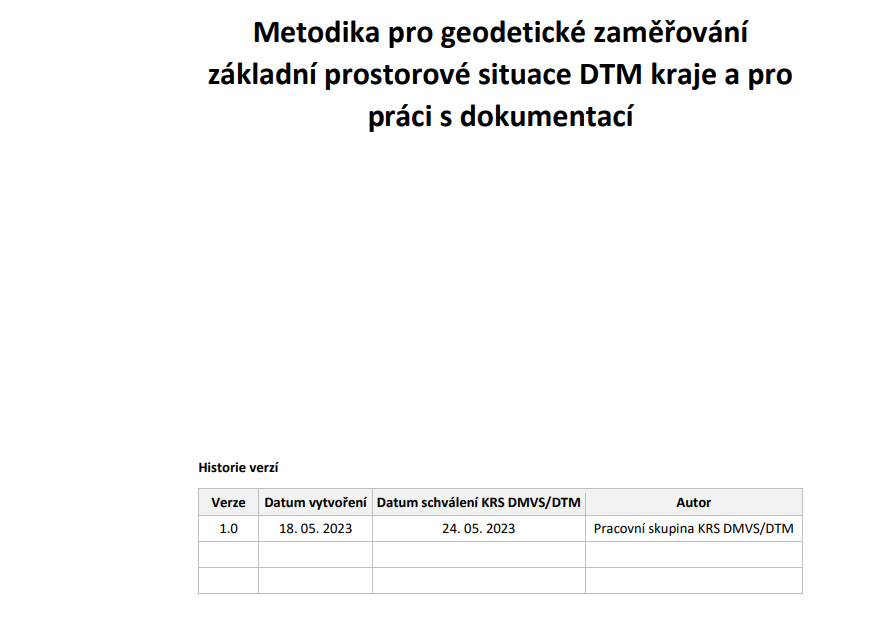 Metodika pro geodetické zaměřování
základní prostorové situace DTM kraje a pro
práci s dokumentací
Historie verzí
Verze Datum vytvoření Datum schválení KRS DMVS/DTM Autor
1.0 18. 05. 2023 24. 05. 2023 Pracovní skupina KRS DMVS/DTM